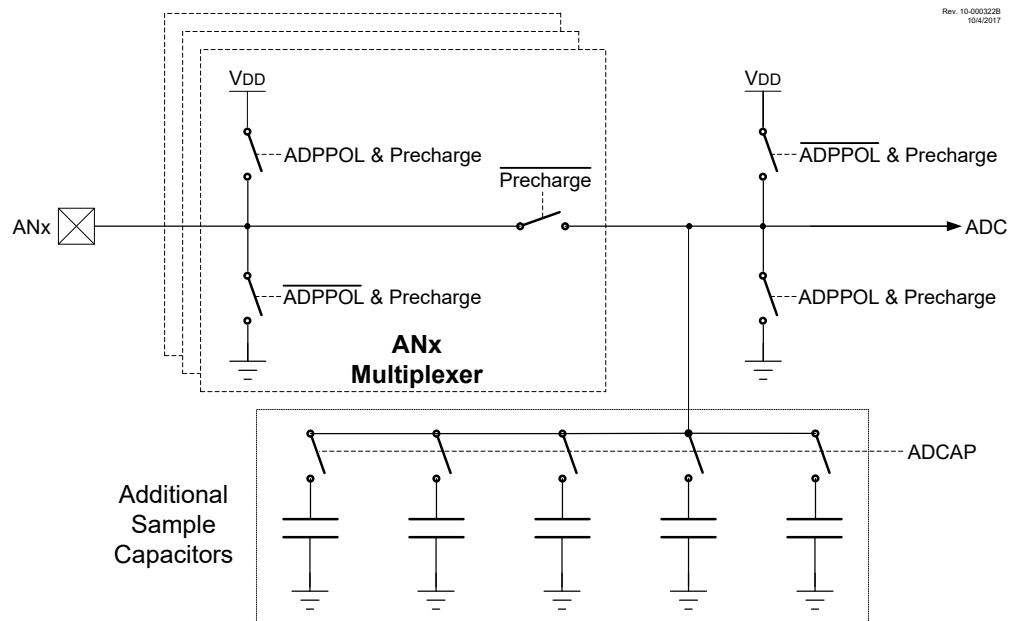 Rev. 10-000322B
10/4/2017
VDD
VDD
ADPPOL & Precharge
Precharge
ADPPOL & Precharge
ANx
ADC
ADPPOL & Precharge
ADPPOL & Precharge
ANx
Multiplexer
ADCAP
Additional
Sample
Capacitors